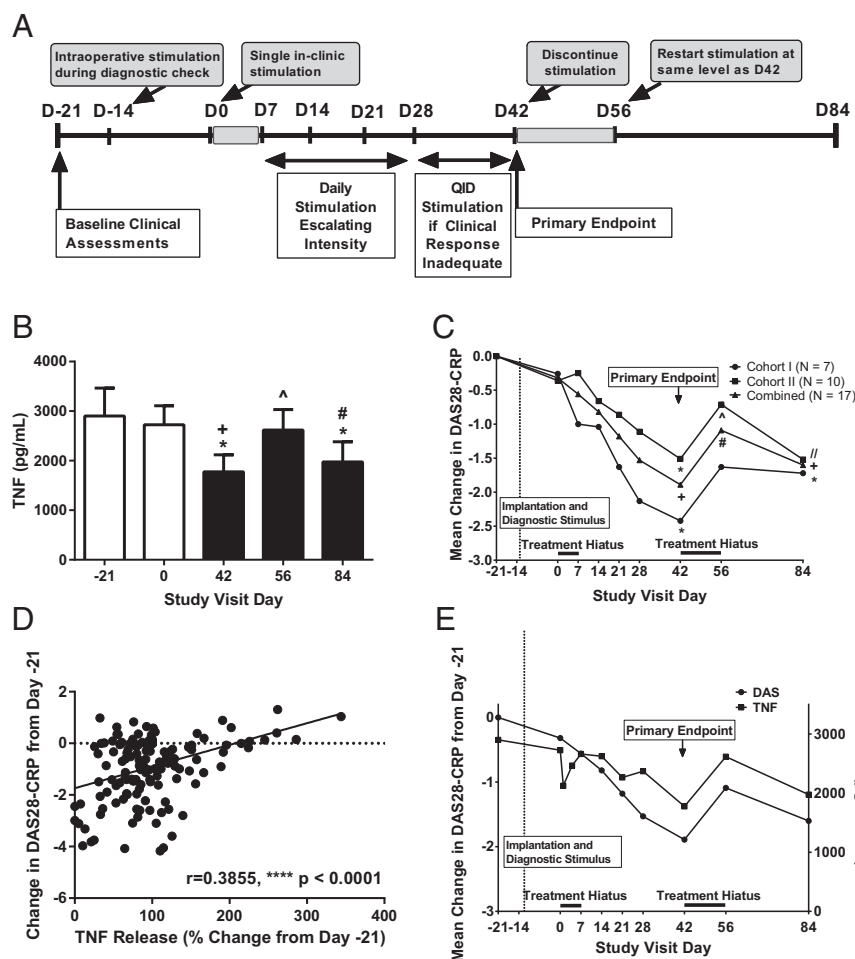 A
Intraoperative stimulation
during diagnostic check
Single in-clinic
stimulation
Discontinue
stimulation
Restart stimulation at
same level as D42
D-21
D-14
D0
D7
D14
D21
D28
D42
D56
D84
Baseline Clinical
Assessments
Daily
Stimulation
Escalating
Intensity
QID
Stimulation
if Clinical
Response
Inadequate
Primary Endpoint
B
TNF (pg/mL)
4000
3000
2000
1000
0
+
*
^
#
*
-21
0
42
56
84
Study Visit Day
C
Mean Change in DAS28-CRP
0.0
-0.5
-1.0
-1.5
-2.0
-2.5
-3.0
Primary Endpoint
Cohort I (N = 7)
Cohort II (N = 10)
Combined (N = 17)
*
+
*
^
#
//
+
*
Implantation and
Diagnostic Stimulus
Treatment Hiatus
Treatment Hiatus
-21
-14
0
7
14
21
28
42
56
84
Study Visit Day
D
Change in DAS28-CRP from Day -21
2
0
-2
-4
-6
r=0.3855, **** p < 0.0001
0
100
200
300
400
TNF Release (% Change from Day -21)
E
Mean Change in DAS28-CRP from Day -21
0
-1
-2
-3
DAS
TNF
Primary Endpoint
Implantation and
Diagnostic Stimulus
Treatment Hiatus
Treatment Hiatus
3000
2000
1000
0
-21
-14
0
7
14
21
28
42
56
84
Study Visit Day